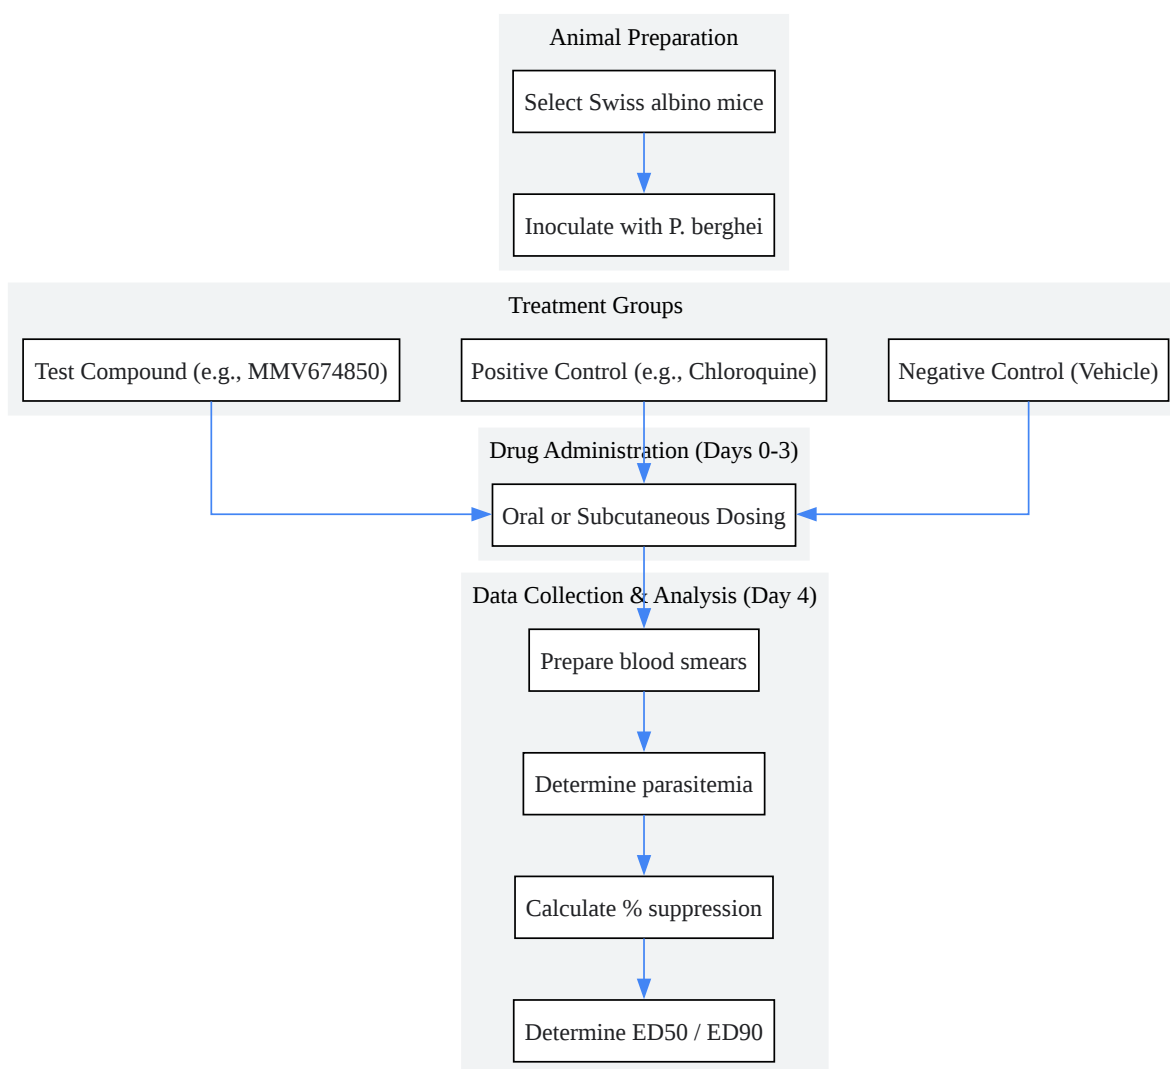 Animal Preparation
Select Swiss albino mice
Inoculate with P. berghei
Treatment Groups
Test Compound (e.g., MMV674850)
Positive Control (e.g., Chloroquine)
Negative Control (Vehicle)
Drug Administration (Days 0-3)
Oral or Subcutaneous Dosing
Data Collection & Analysis (Day 4)
Prepare blood smears
Determine parasitemia
Calculate % suppression
Determine ED50 / ED90